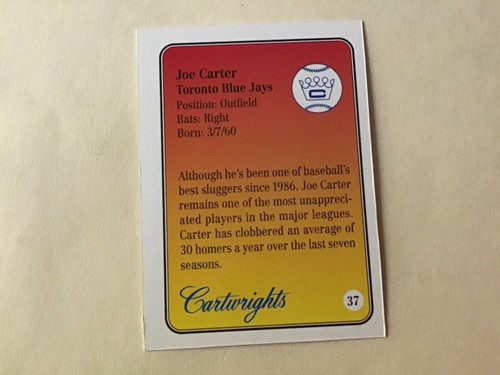 Joe Carter
Toronto Blue Jays
Position: Outfield
Bats: Right
Born: 3/7/60
C
Although he's been one of baseball's
best sluggers since 1986, Joe Carter
remains one of the most unappreci-
ated players in the major leagues.
Carter has clobbered an average of
30 homers a year over the last seven
seasons.
Cartwrights
37